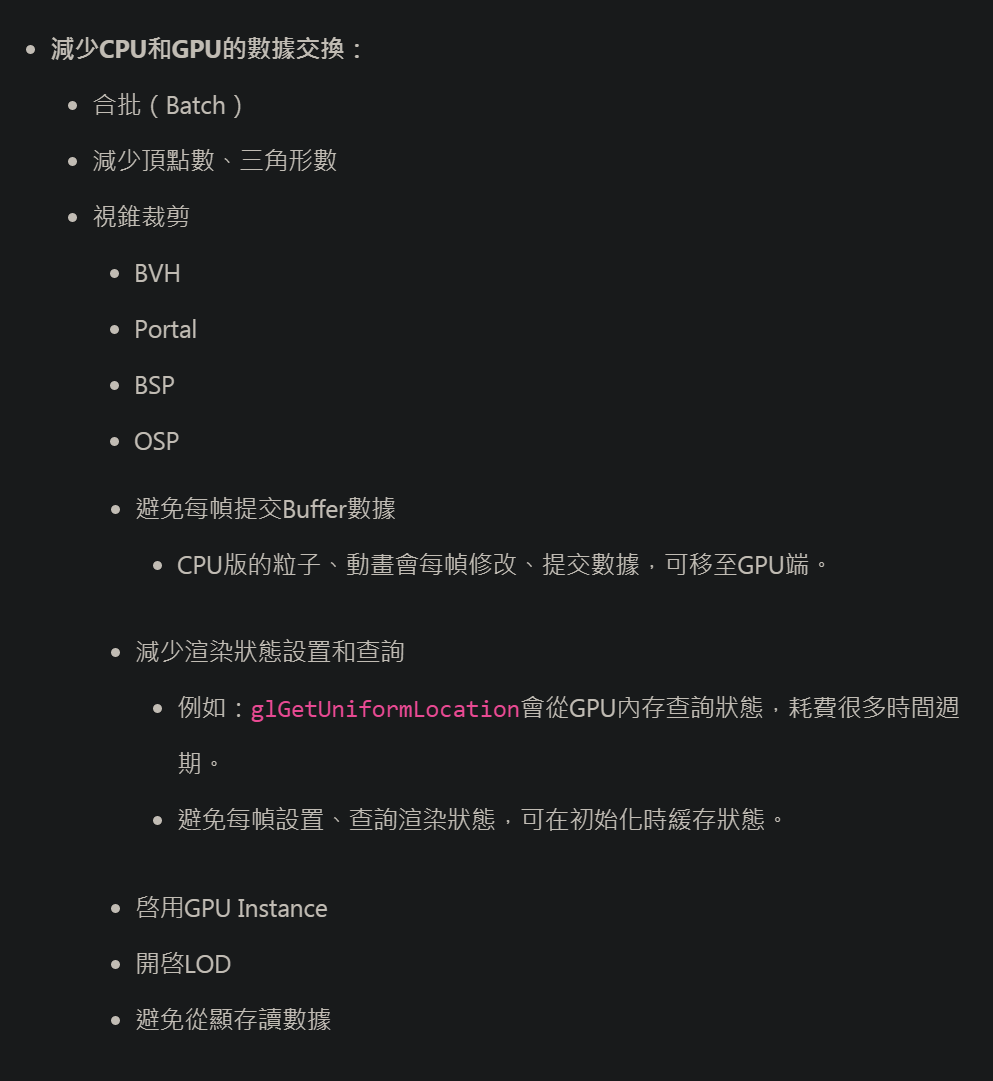 減少CPU和GPU的數據交換：
合批（Batch）
減少頂點數、三角形數
視錐裁剪
BVH
Portal
BSP
OSP
避免每幀提交Buffer數據
CPU版的粒子、動畫會每幀修改、提交數據，可移至GPU端。
減少渲染狀態設置和查詢
例如：glGetUniformLocation會從GPU內存查詢狀態，耗費很多時間週
期。
避免每幀設置、查詢渲染狀態，可在初始化時緩存狀態。
啓用GPU Instance
開啓LOD
避免從顯存讀數據